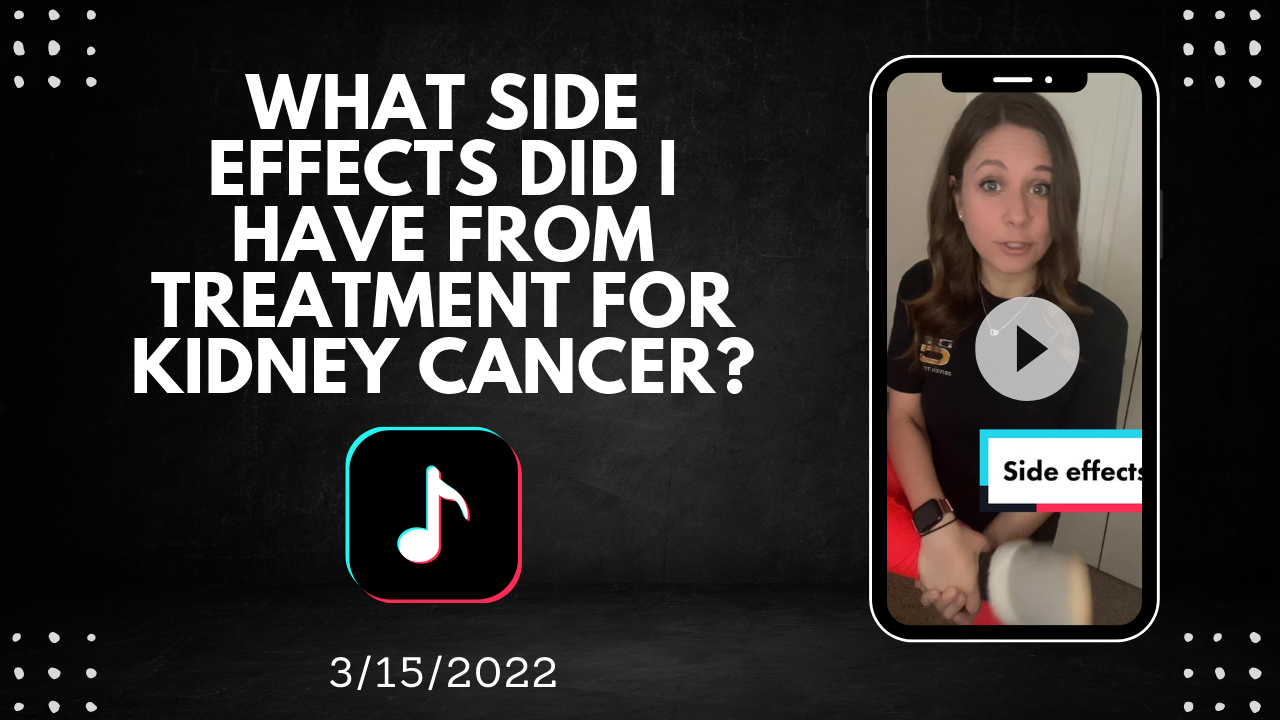 WHAT SIDE
EFFECTS DID I
HAVE FROM
TREATMENT FOR
KIDNEY CANCER?
3/15/2022
Side effects